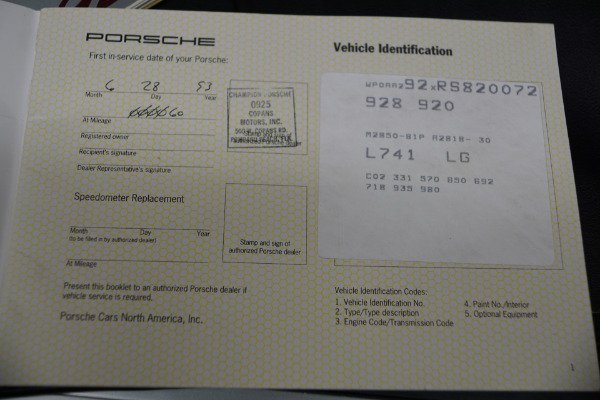 PORSCHE
First in-service date of your Porsche:
6 28 93
Month Day Year
60
At Mileage
Registered owner
Recipient's signature
Dealer Representative's signature
0925
COPANS
MOTORS, INC.
authorized Porsche dealer
Speedometer Replacement
Month Day Year
(to be filled in by authorized dealer)
At Mileage
Stamp and sign of
authorized Porsche dealer
Present this booklet to an authorized Porsche dealer if
vehicle service is required.
Porsche Cars North America, Inc.
Vehicle Identification
WP0AA292XRS820072
928 920
M2850-81P A2818- 30
L741 LG
C02 331 570 650 692
718 935 980
Vehicle Identification Codes:
1. Vehicle Identification No.
2. Type/Type description
3. Engine Code/Transmission Code
4. Paint No./Interior
5. Optional Equipment
1